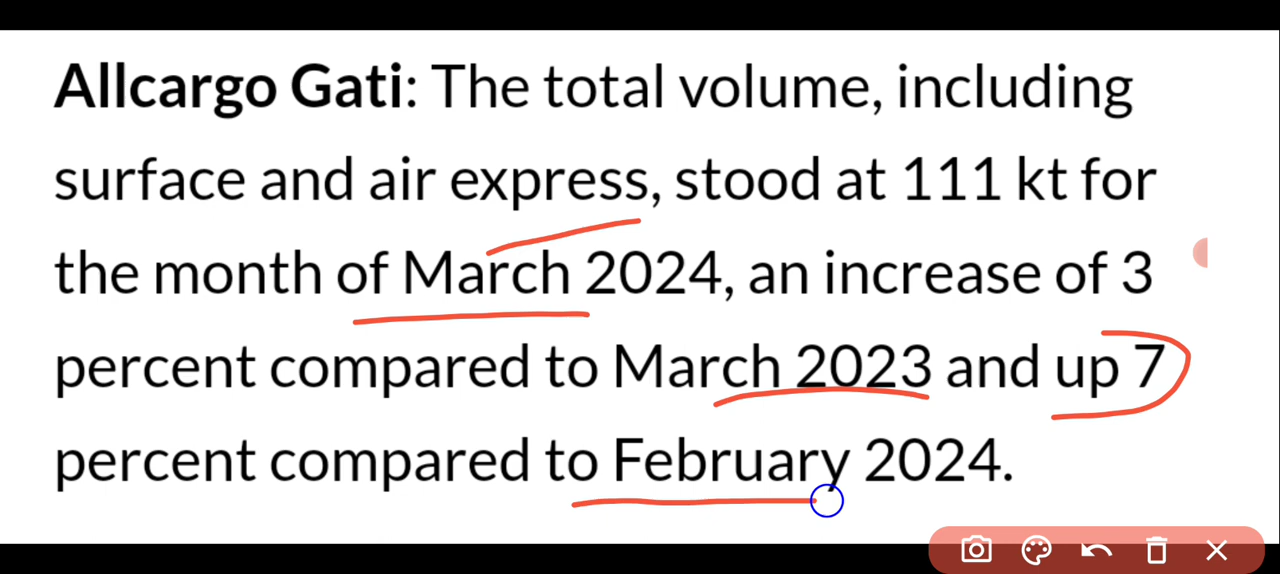 Allcargo Gati: The total volume, including
surface and air express, stood at 111 kt for
the month of March 2024, an increase of 3
percent compared to March 2023 and up 7
percent compared to February 2024.